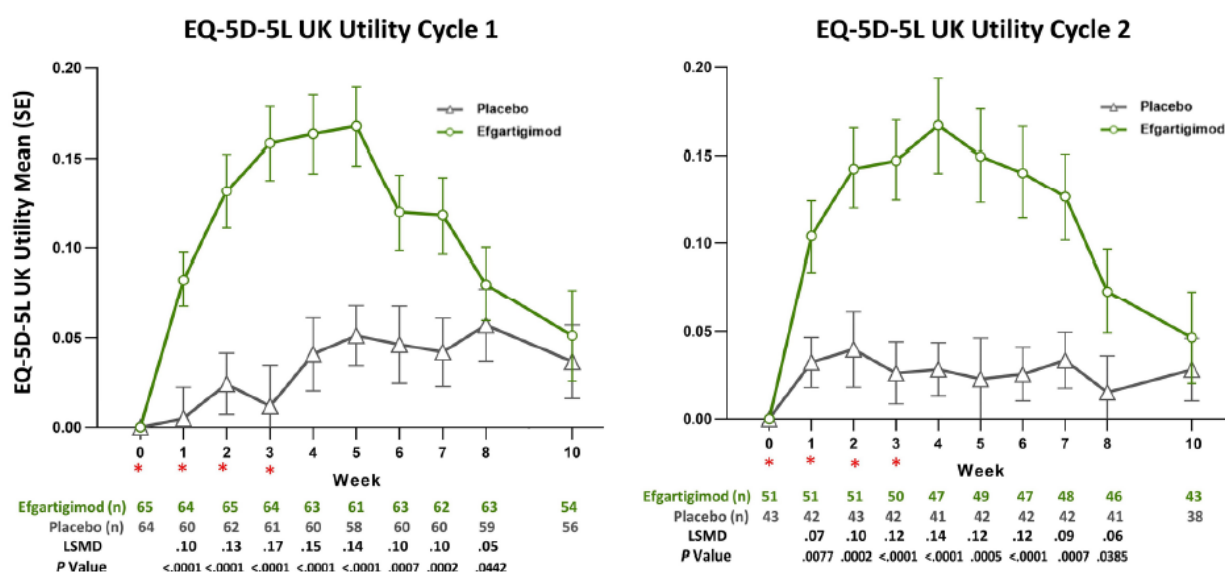 EQ-5D-5L UK Utility Cycle 1
EQ-5D-5L UK Utility Mean (SE)
0.20
0.15
0.10
0.05
0.00
Placebo
Efgartigimod
0 1 2 3 4 5 6 7 8 10
* * * *
Week
Efgartigimod (n) 65 64 65 64 63 61 63 62 63 54
Placebo (n) 64 60 62 61 60 58 60 60 59 56
LSMD .10 .13 .17 .15 .14 .10 .10 .05
P Value <.0001 <.0001 <.0001 <.0001 <.0001 .0007 .0002 .0442
EQ-5D-5L UK Utility Cycle 2
0.20
0.15
0.10
0.05
0.00
Placebo
Efgartigimod
0 1 2 3 4 5 6 7 8 10
* * * *
Week
Efgartigimod (n) 51 51 51 50 47 49 47 48 46 43
Placebo (n) 43 42 43 42 41 42 42 42 41 38
LSMD .07 .10 .12 .14 .12 .12 .09 .06
P Value .0077 .0002 <.0001 <.0001 .0005 <.0001 .0007 .0385